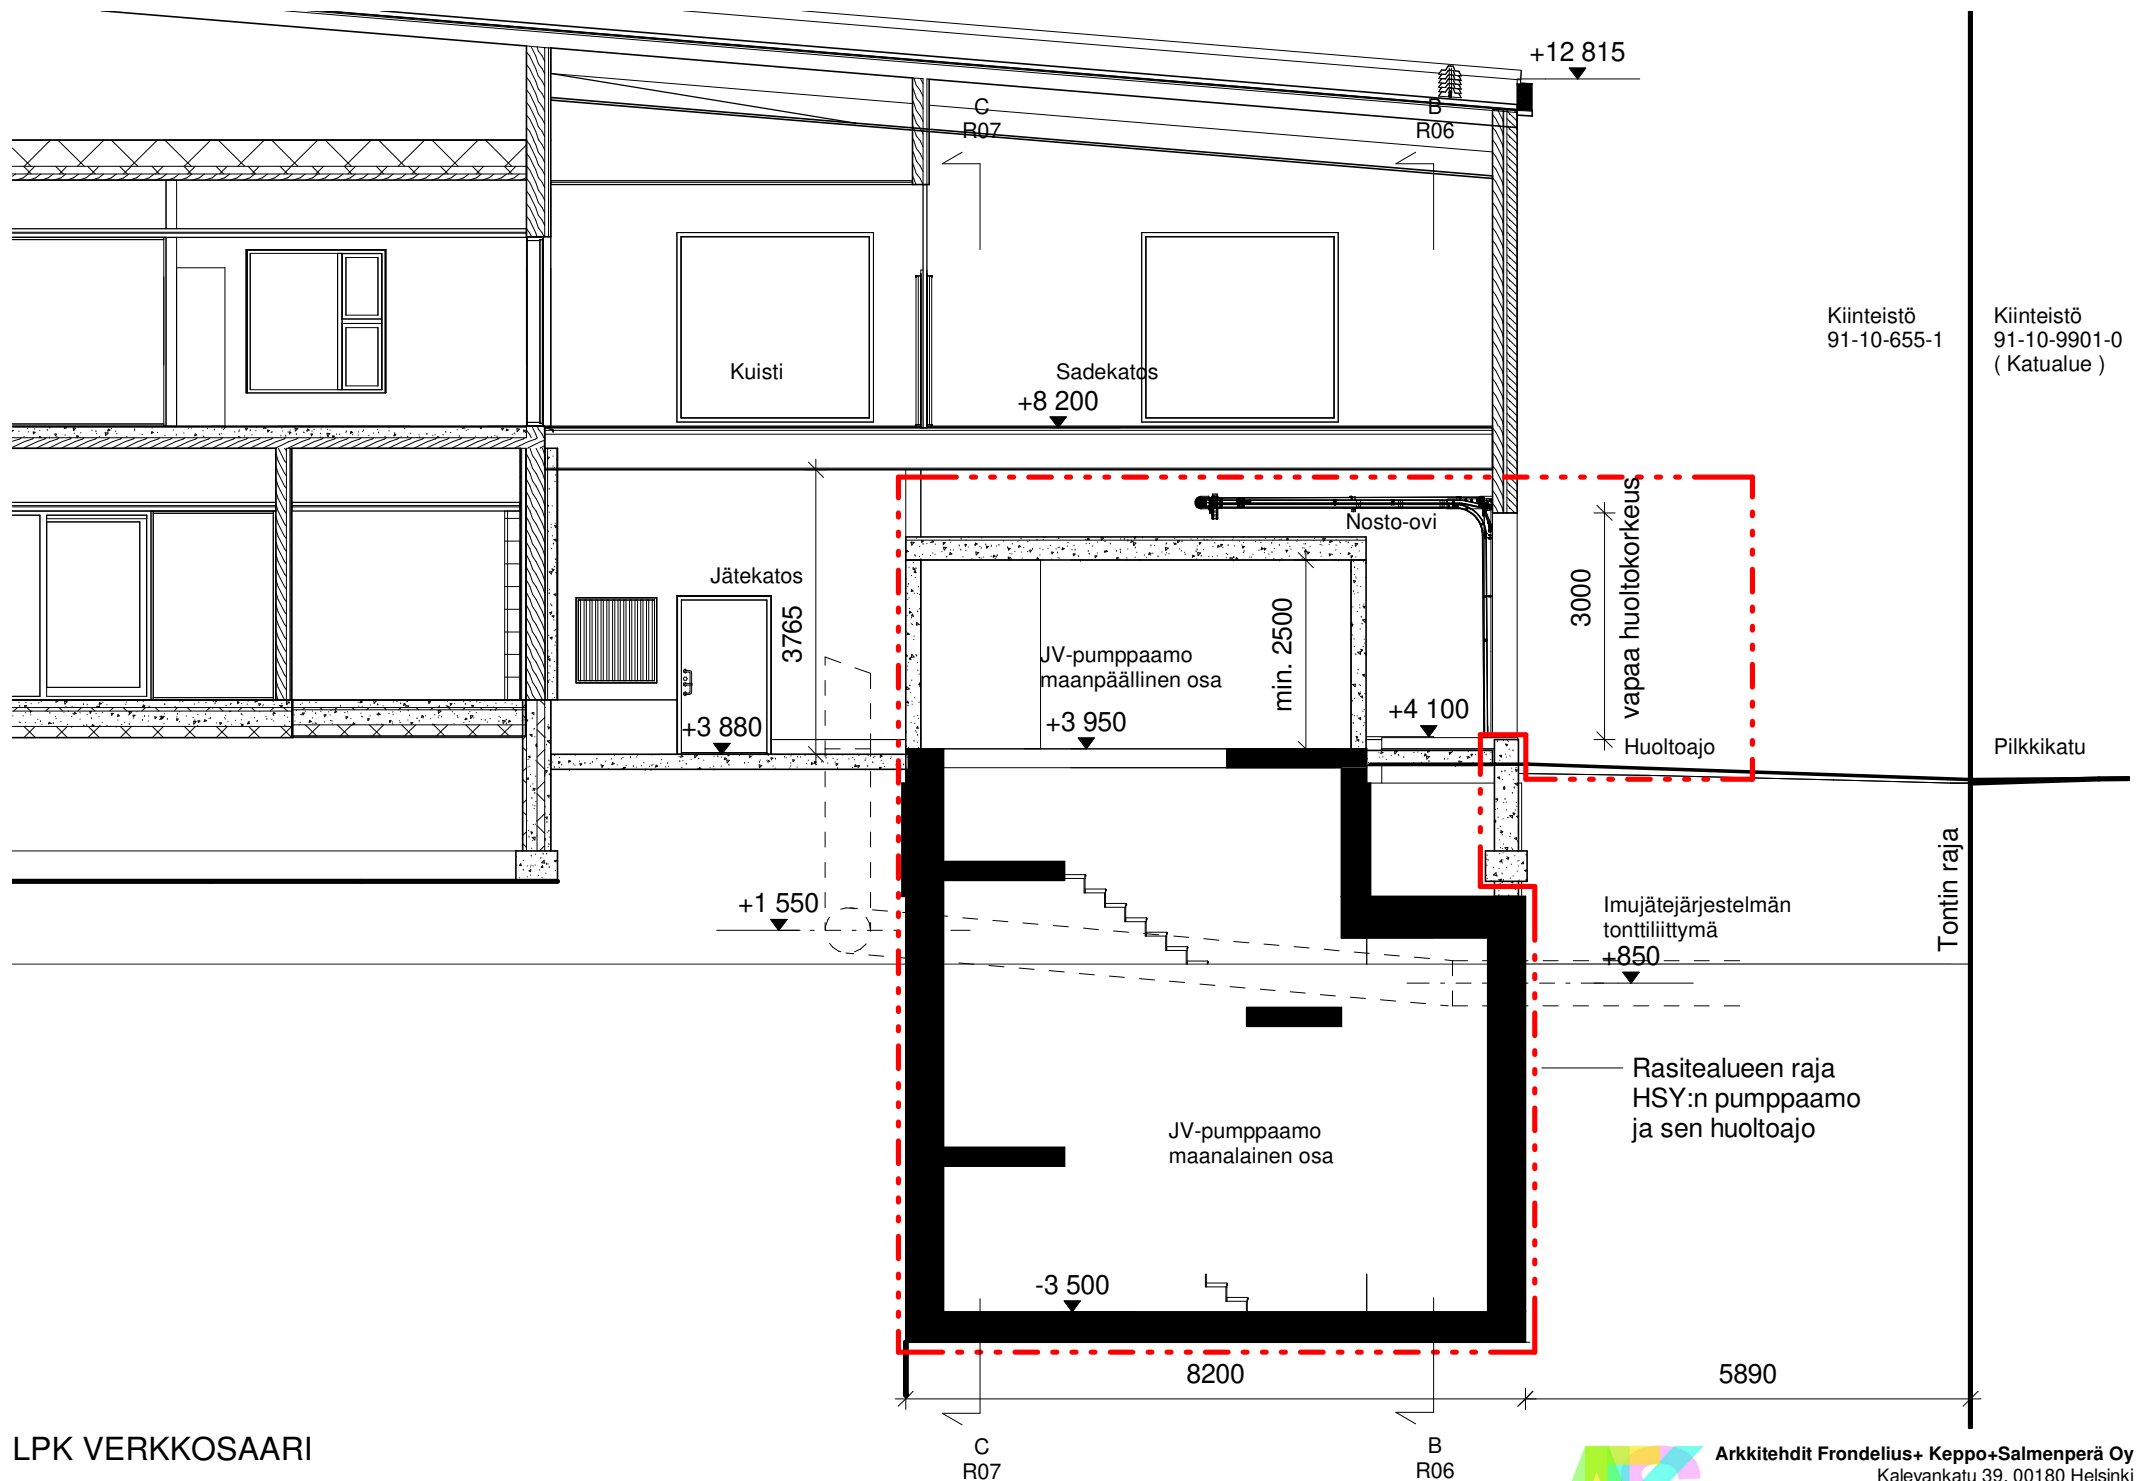 +12 815
C
R07
B
R06
Kiinteistö
91-10-655-1
Kiinteistö
91-10-9901-0
( Katualue )
Kuisti
Sadekatos
+8 200
Nosto-ovi
vapaa huoltokorkeus
3000
Jätekatos
3765
min. 2500
JV-pumppaamo
maanpäällinen osa
+3 880
+3 950
+4 100
Huoltoajo
Pilkkikatu
Tontin raja
+1 550
Imujätejärjestelmän
tonttiliittymä
+850
Rasitealueen raja
HSY:n pumppaamo
ja sen huoltoajo
JV-pumppaamo
maanalainen osa
-3 500
8200
5890
LPK VERKKOSAARI
C
R07
B
R06
Arkkitehdit Frondelius+ Keppo+Salmenperä Oy
Kalevankatu 39, 00180 Helsinki